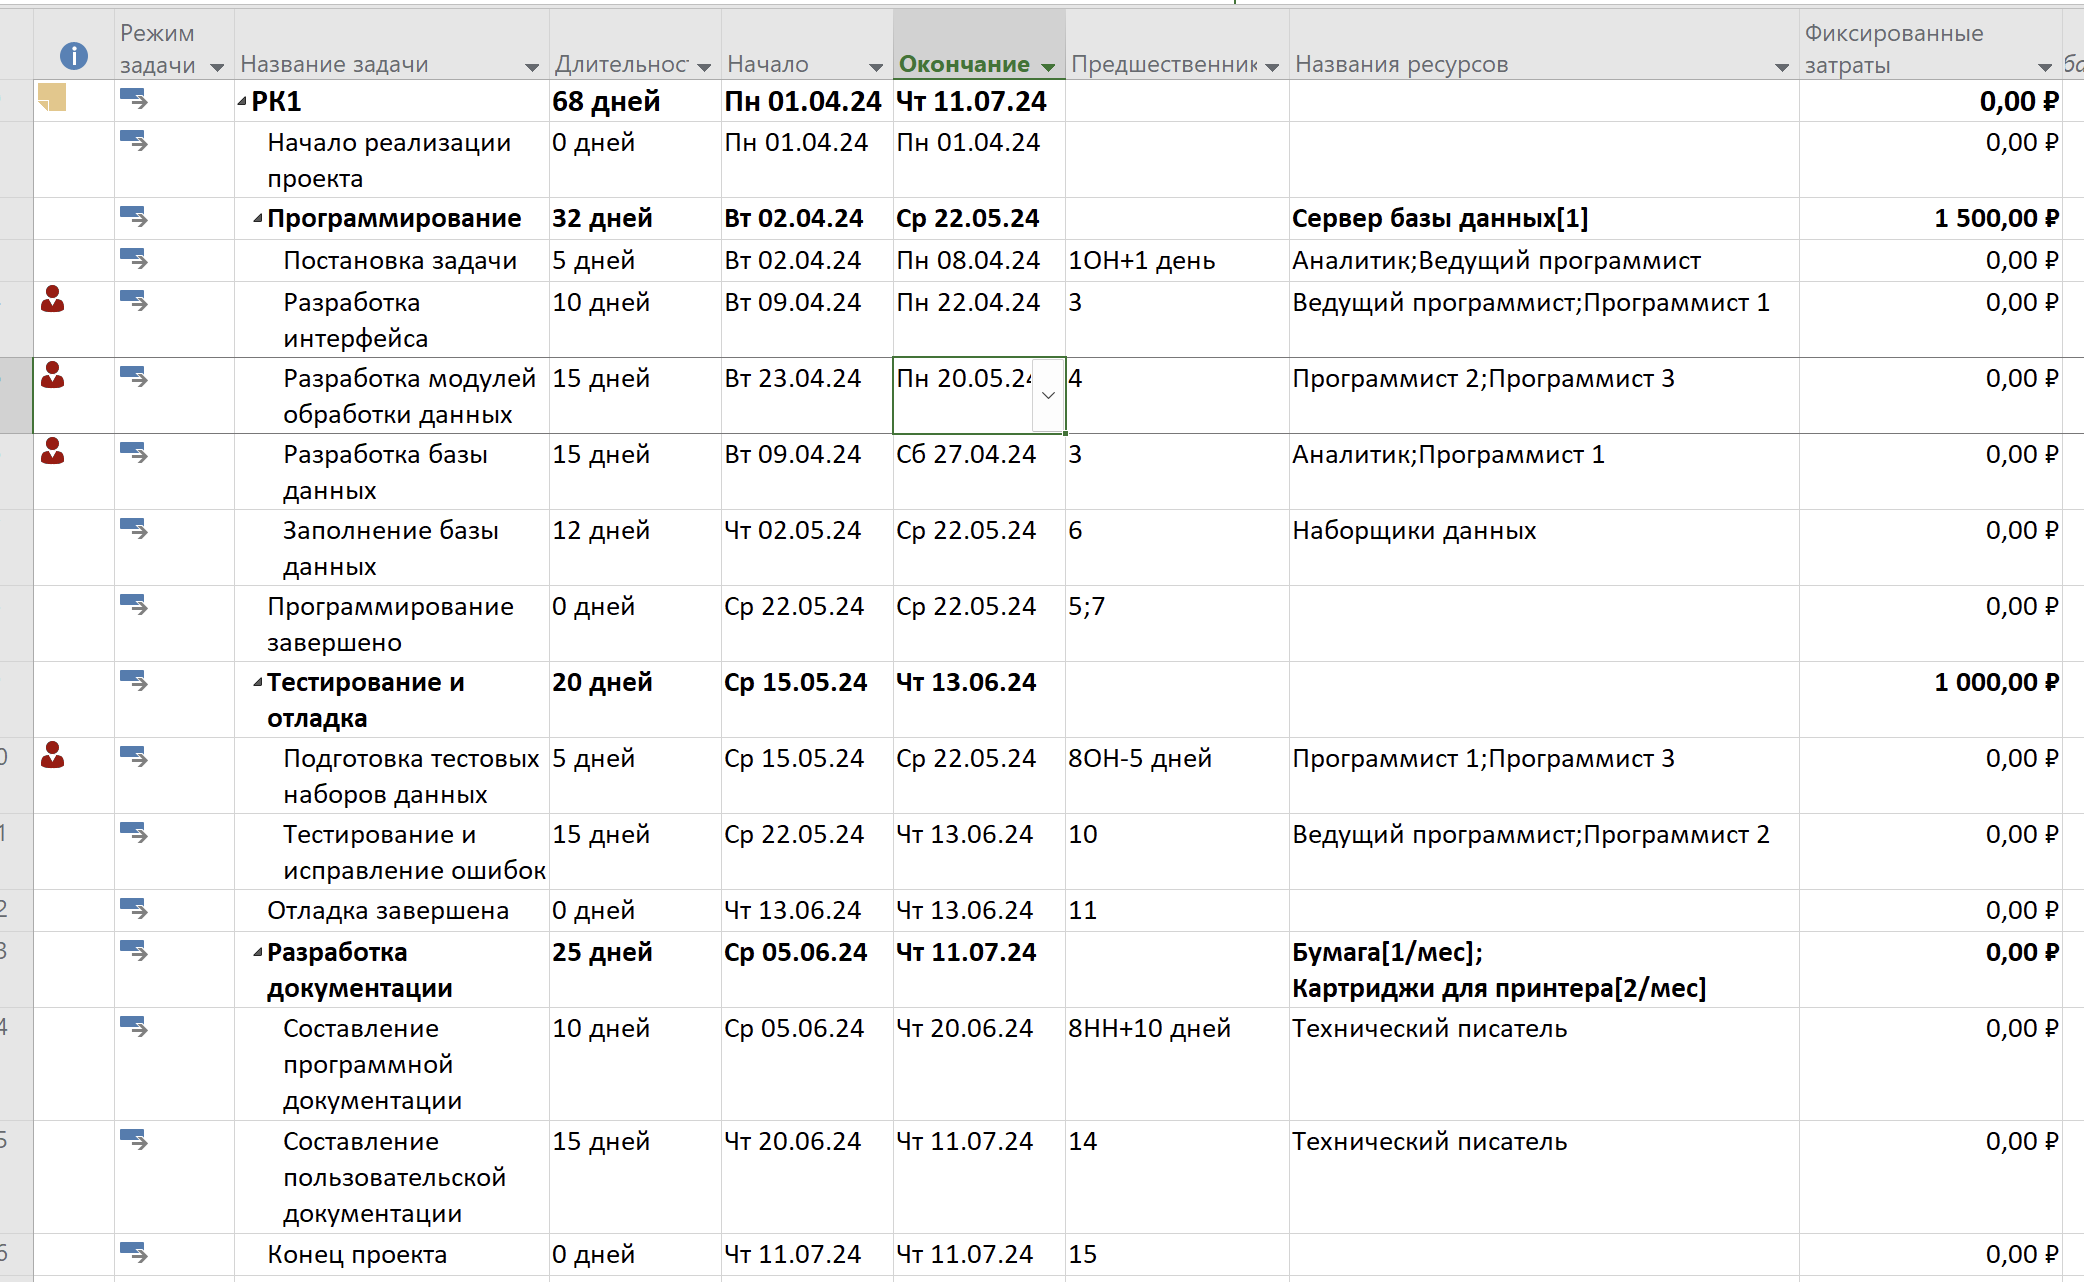 Режим задачи	Название задачи	Длительнос	Начало	Окончание	Предшественник	Названия ресурсов	Фиксированные затраты
РК1	68 дней	Пн 01.04.24	Чт 11.07.24	0,00 ₽
Начало реализации проекта	0 дней	Пн 01.04.24	Пн 01.04.24	0,00 ₽
Программирование	32 дней	Вт 02.04.24	Ср 22.05.24	Сервер базы данных[1]	1 500,00 ₽
Постановка задачи	5 дней	Вт 02.04.24	Пн 08.04.24	1ОН+1 день	Аналитик;Ведущий программист	0,00 ₽
Разработка интерфейса	10 дней	Вт 09.04.24	Пн 22.04.24	3	Ведущий программист;Программист 1	0,00 ₽
Разработка модулей обработки данных	15 дней	Вт 23.04.24	Пн 20.05.24	4	Программист 2;Программист 3	0,00 ₽
Разработка базы данных	15 дней	Вт 09.04.24	Сб 27.04.24	3	Аналитик;Программист 1	0,00 ₽
Заполнение базы данных	12 дней	Чт 02.05.24	Ср 22.05.24	6	Наборщики данных	0,00 ₽
Программирование завершено	0 дней	Ср 22.05.24	Ср 22.05.24	5;7	0,00 ₽
Тестирование и отладка	20 дней	Ср 15.05.24	Чт 13.06.24	1 000,00 ₽
0	Подготовка тестовых наборов данных	5 дней	Ср 15.05.24	Ср 22.05.24	8ОН-5 дней	Программист 1;Программист 3	0,00 ₽
1	Тестирование и исправление ошибок	15 дней	Ср 22.05.24	Чт 13.06.24	10	Ведущий программист;Программист 2	0,00 ₽
2	Отладка завершена	0 дней	Чт 13.06.24	Чт 13.06.24	11	0,00 ₽
3	Разработка документации	25 дней	Ср 05.06.24	Чт 11.07.24	Бумага[1/мес]; Картриджи для принтера[2/мес]	0,00 ₽
4	Составление программной документации	10 дней	Ср 05.06.24	Чт 20.06.24	8НН+10 дней	Технический писатель	0,00 ₽
5	Составление пользовательской документации	15 дней	Чт 20.06.24	Чт 11.07.24	14	Технический писатель	0,00 ₽
6	Конец проекта	0 дней	Чт 11.07.24	Чт 11.07.24	15	0,00 ₽